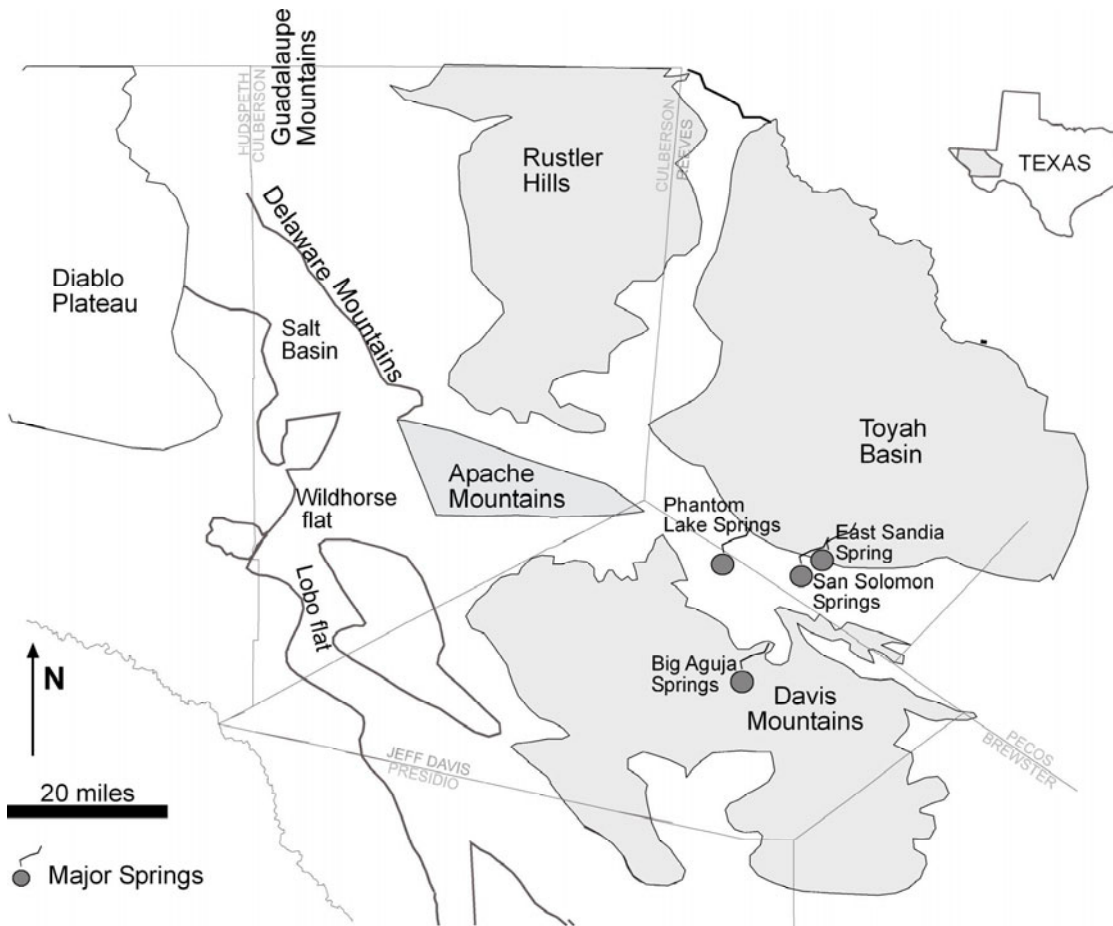 HUDSPETH
CULBERSON
Guadalaupe
Mountains
CULBERSON
REEVES
Rustler
Hills
TEXAS
Delaware Mountains
Diablo
Plateau
Salt
Basin
Toyah
Basin
Apache
Mountains
Wildhorse
flat
Phantom
Lake Springs
East Sandia
Spring
San Solomon
Springs
Lobo flat
N
Big Aguja
Springs
Davis
Mountains
JEFF DAVIS
PRESIDIO
PECOS
BREWSTER
20 miles
Major Springs